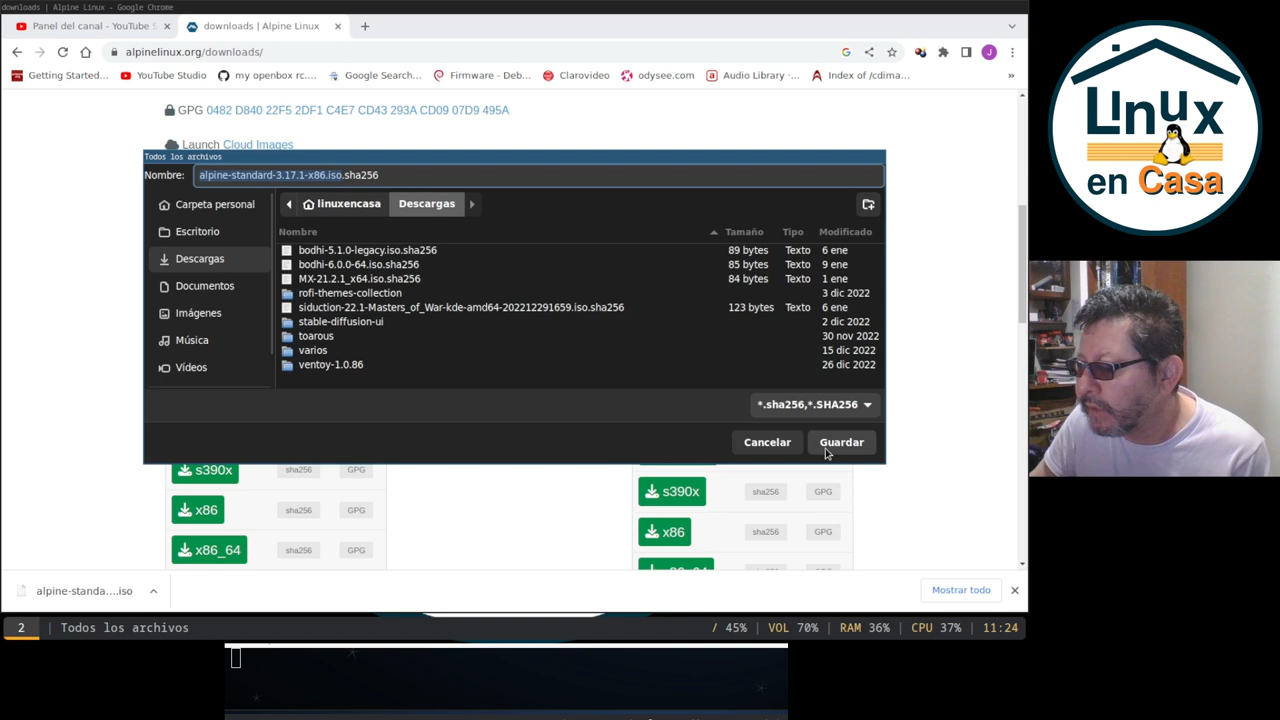 downloads | Alpine Linux - Google Chrome
Panel del canal - YouTube S
downloads | Alpine Linux
alpinelinux.org/downloads/
J
Getting Started...
YouTube Studio
my openbox rc....
Google Search...
Firmware - Deb...
Clarovideo
odysee.com
Audio Library ·...
Index of /cdima...
»
GPG 0482 D840 22F5 2DF1 C4E7 CD43 293A CD09 07D9 495A
Launch Cloud Images
Todos los archivos
Nombre: alpine-standard-3.17.1-x86.iso.sha256
Carpeta personal
Escritorio
Descargas
Documentos
Imágenes
Música
Vídeos
linuxencasa
Descargas
Nombre Tamaño Tipo Modificado
bodhi-5.1.0-legacy.iso.sha256 89 bytes Texto 6 ene
bodhi-6.0.0-64.iso.sha256 85 bytes Texto 9 ene
MX-21.2.1_x64.iso.sha256 84 bytes Texto 1 ene
rofi-themes-collection 3 dic 2022
siduction-22.1-Masters_of_War-kde-amd64-202212291659.iso.sha256 123 bytes Texto 6 ene
stable-diffusion-ui 2 dic 2022
toarous 30 nov 2022
varios 15 dic 2022
ventoy-1.0.86 26 dic 2022
*.sha256,*.SHA256
Cancelar Guardar
s390x sha256 GPG
x86 sha256 GPG
x86_64 sha256 GPG
s390x sha256 GPG
x86 sha256 GPG
alpine-standa....iso
Mostrar todo
2 | Todos los archivos
/ 45% | VOL 70% | RAM 36% | CPU 37% | 11:24
Linux
en Casa